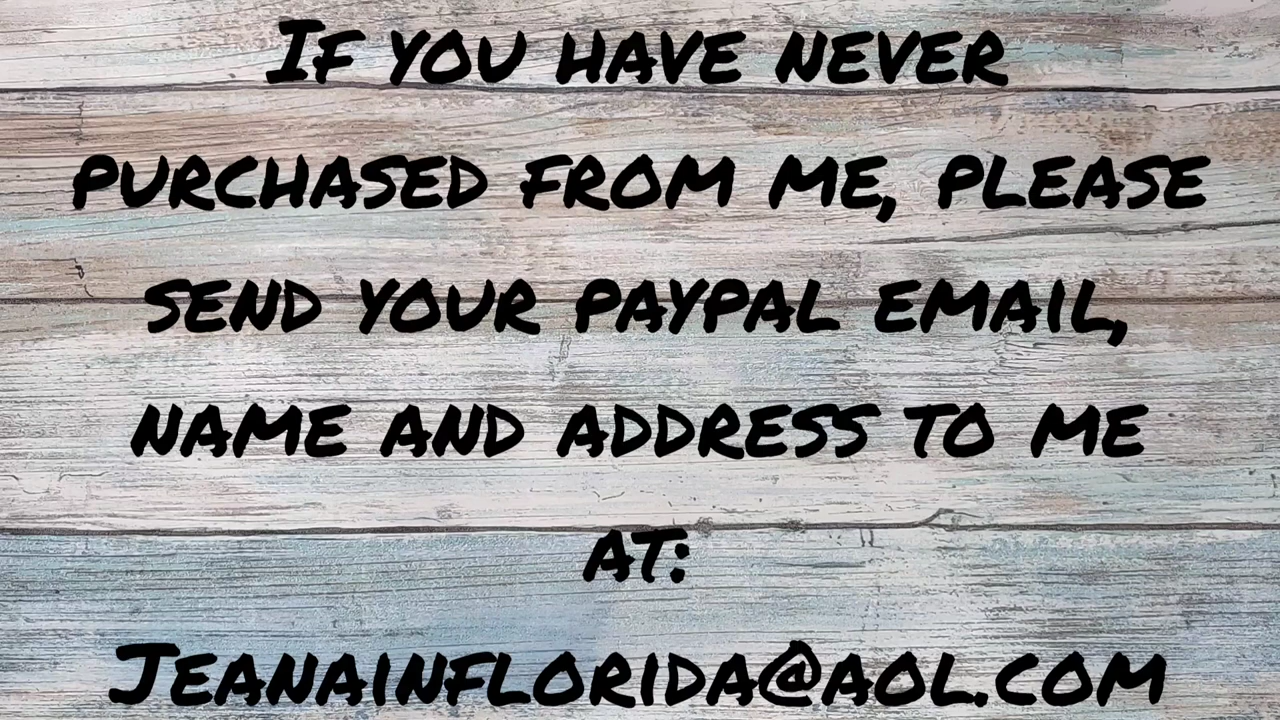 If you have never
purchased from me, please
send your paypal email,
name and address to me
at:
Jeanainflorida@aol.com